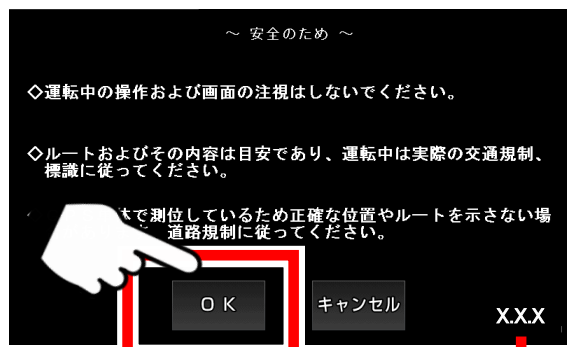 ～ 安全のため ～
◇運転中の操作および画面の注視はしないでください。
◇ルートおよびその内容は目安であり、運転中は実際の交通規制、
標識に従ってください。
で測位しているため正確な位置やルートを示さない場
道路規制に従ってください。
OK
キャンセル
X.X.X